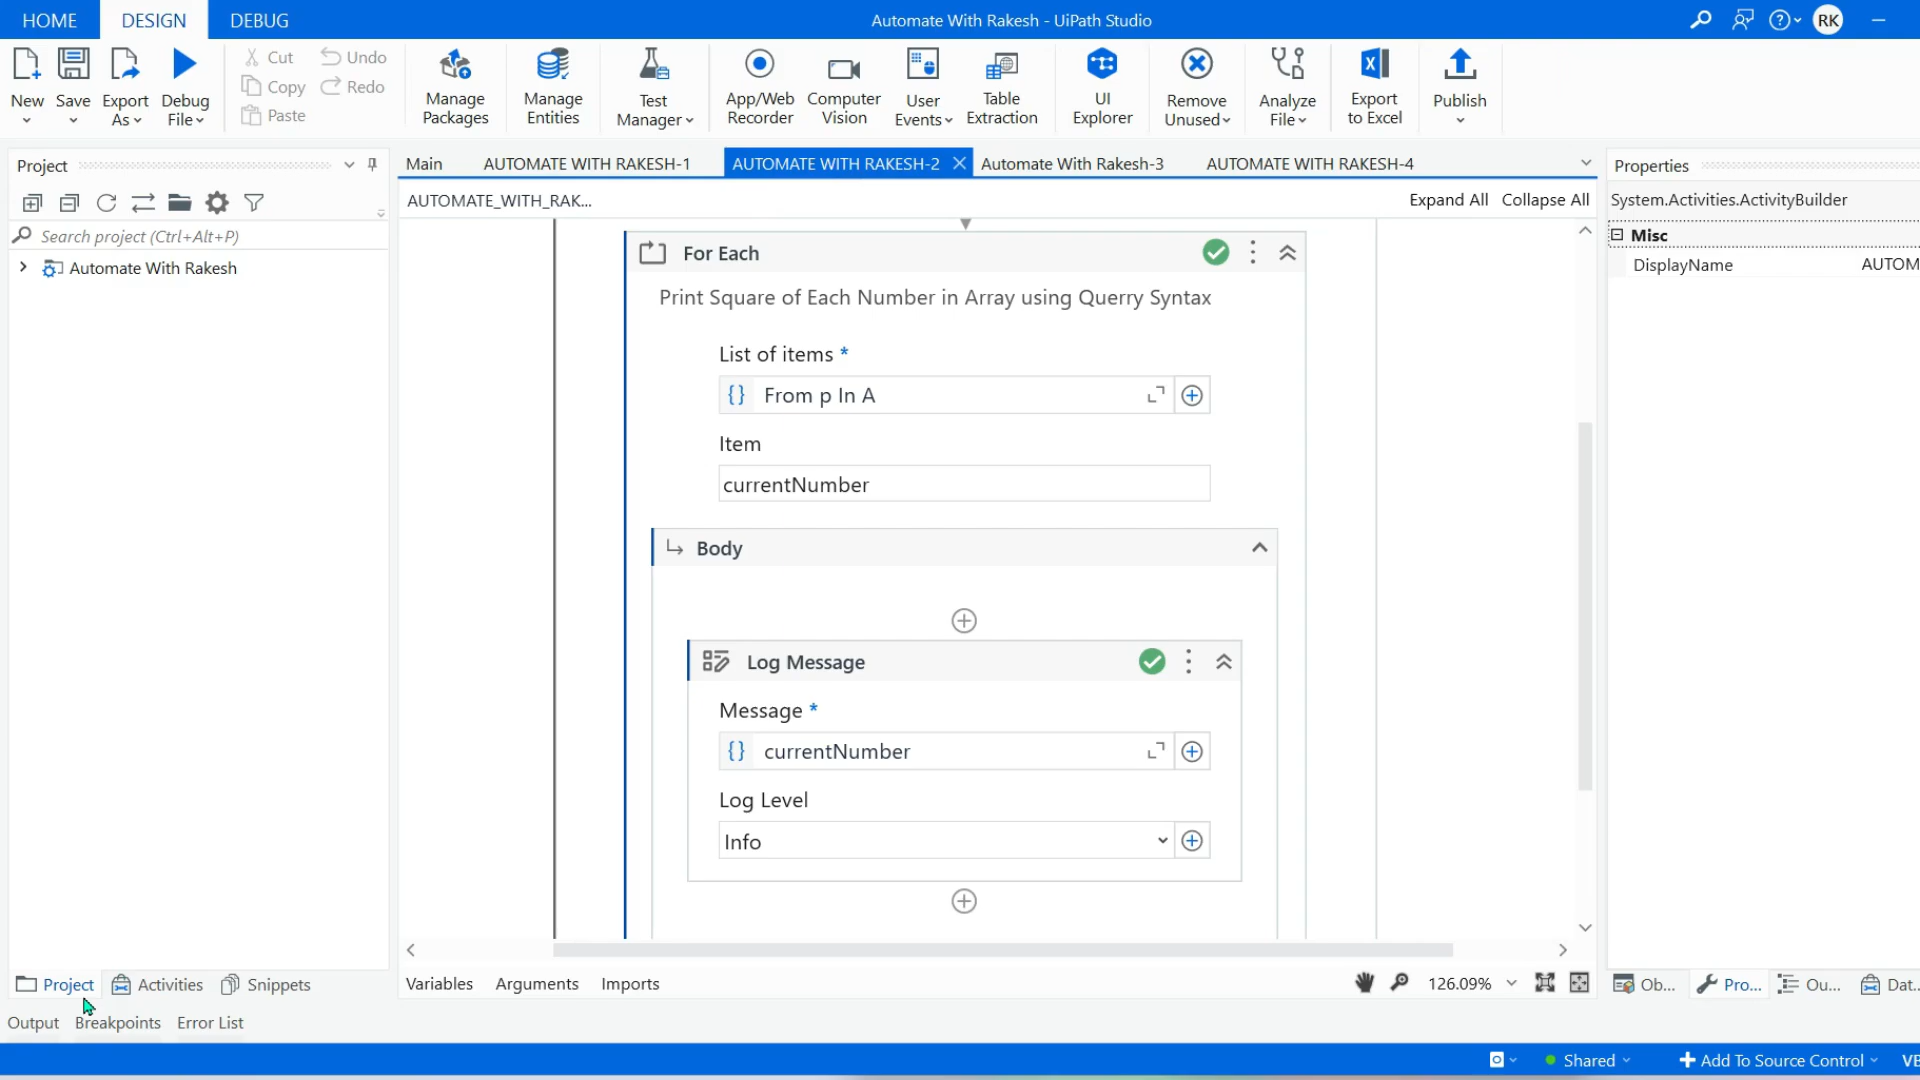 HOME DESIGN DEBUG Automate With Rakesh - UiPath Studio RK
New Save Export As Debug File
Cut Undo
Copy Redo
Paste
Manage Packages
Manage Entities
Test Manager
App/Web Recorder
Computer Vision
User Events
Table Extraction
UI Explorer
Remove Unused
Analyze File
Export to Excel
Publish
Project
Search project (Ctrl+Alt+P)
Automate With Rakesh
Main AUTOMATE WITH RAKESH-1 AUTOMATE WITH RAKESH-2 Automate With Rakesh-3 AUTOMATE WITH RAKESH-4
AUTOMATE_WITH_RAK... Expand All Collapse All
For Each
Print Square of Each Number in Array using Querry Syntax
List of items *
{} From p In A
Item
currentNumber
Body
Log Message
Message *
{} currentNumber
Log Level
Info
Properties
System.Activities.ActivityBuilder
Misc
DisplayName AUTOM
Project Activities Snippets
Variables Arguments Imports 126.09%
Ob... Pro... Ou... Dat...
Output Breakpoints Error List
Shared Add To Source Control VB